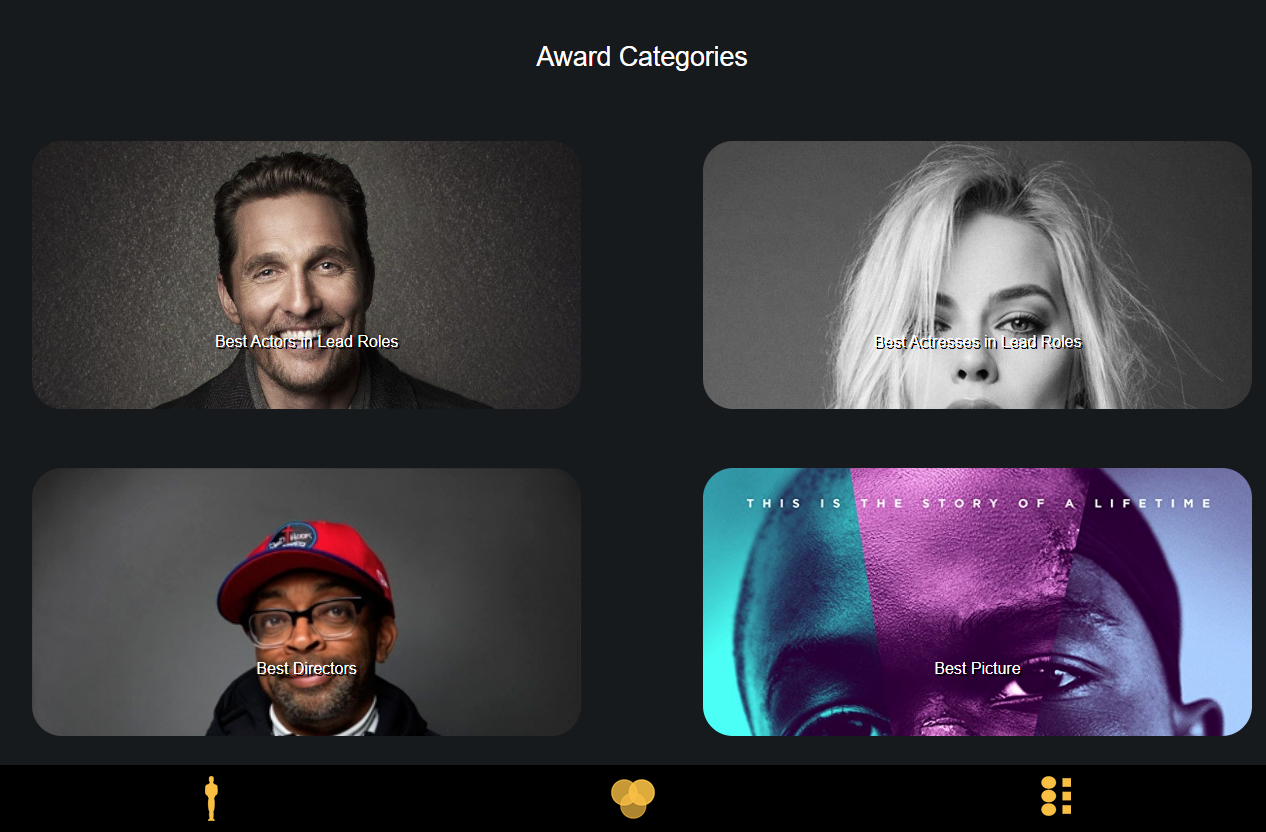 Award Categories
Best Actors in Lead Roles
Best Actresses in Lead Roles
THIS IS THE STORY OF A LIFETIME
Best Directors
Best Picture